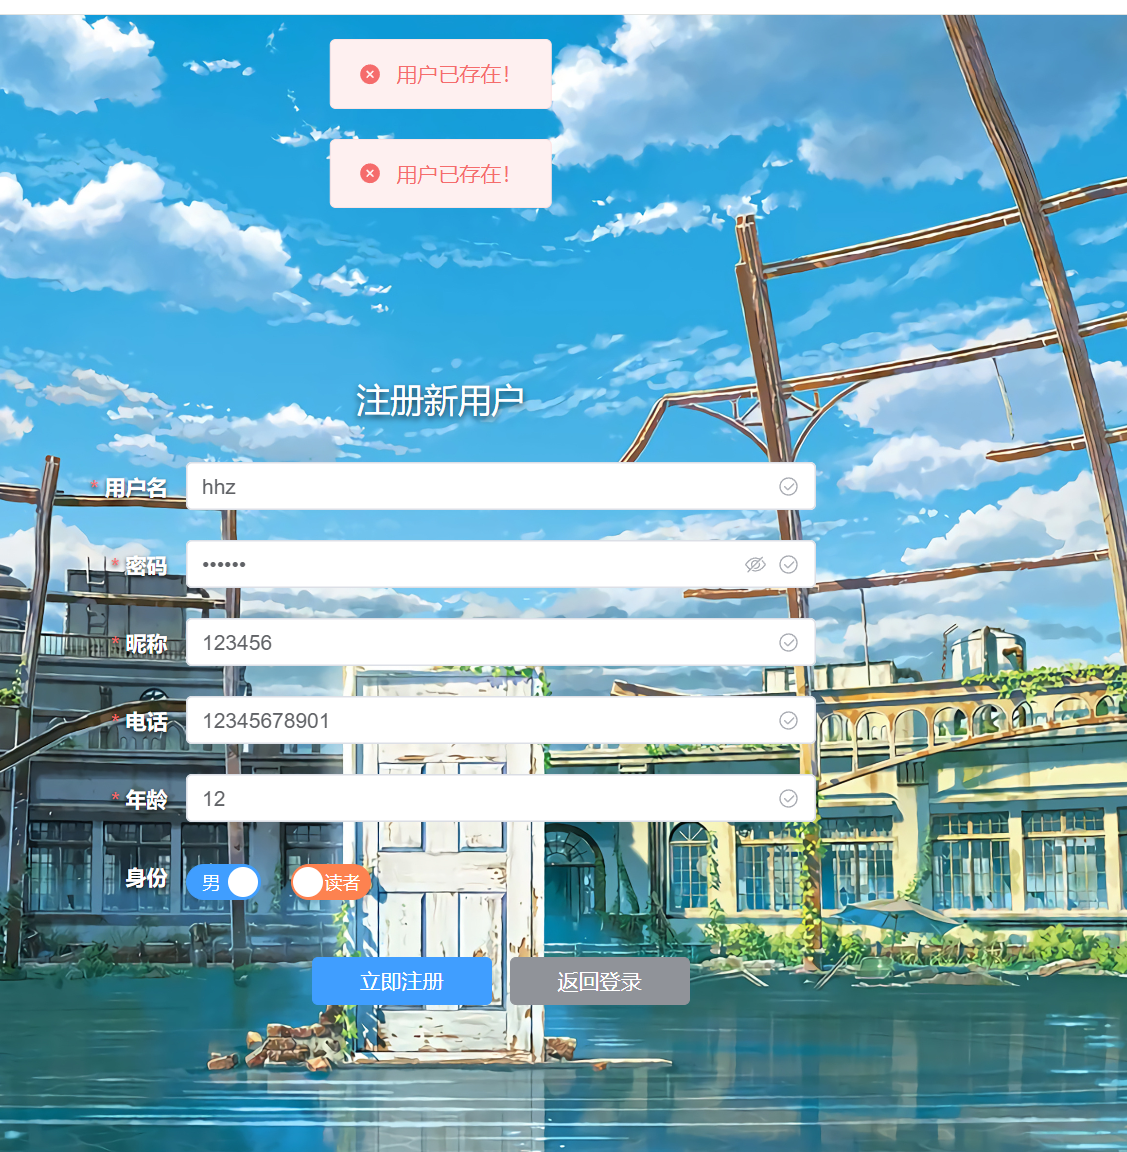 用户已存在!
用户已存在!
注册新用户
* 用户名 hhz
* 密码 ••••••
* 昵称 123456
* 电话 12345678901
* 年龄 12
身份 男 读者
立即注册 返回登录